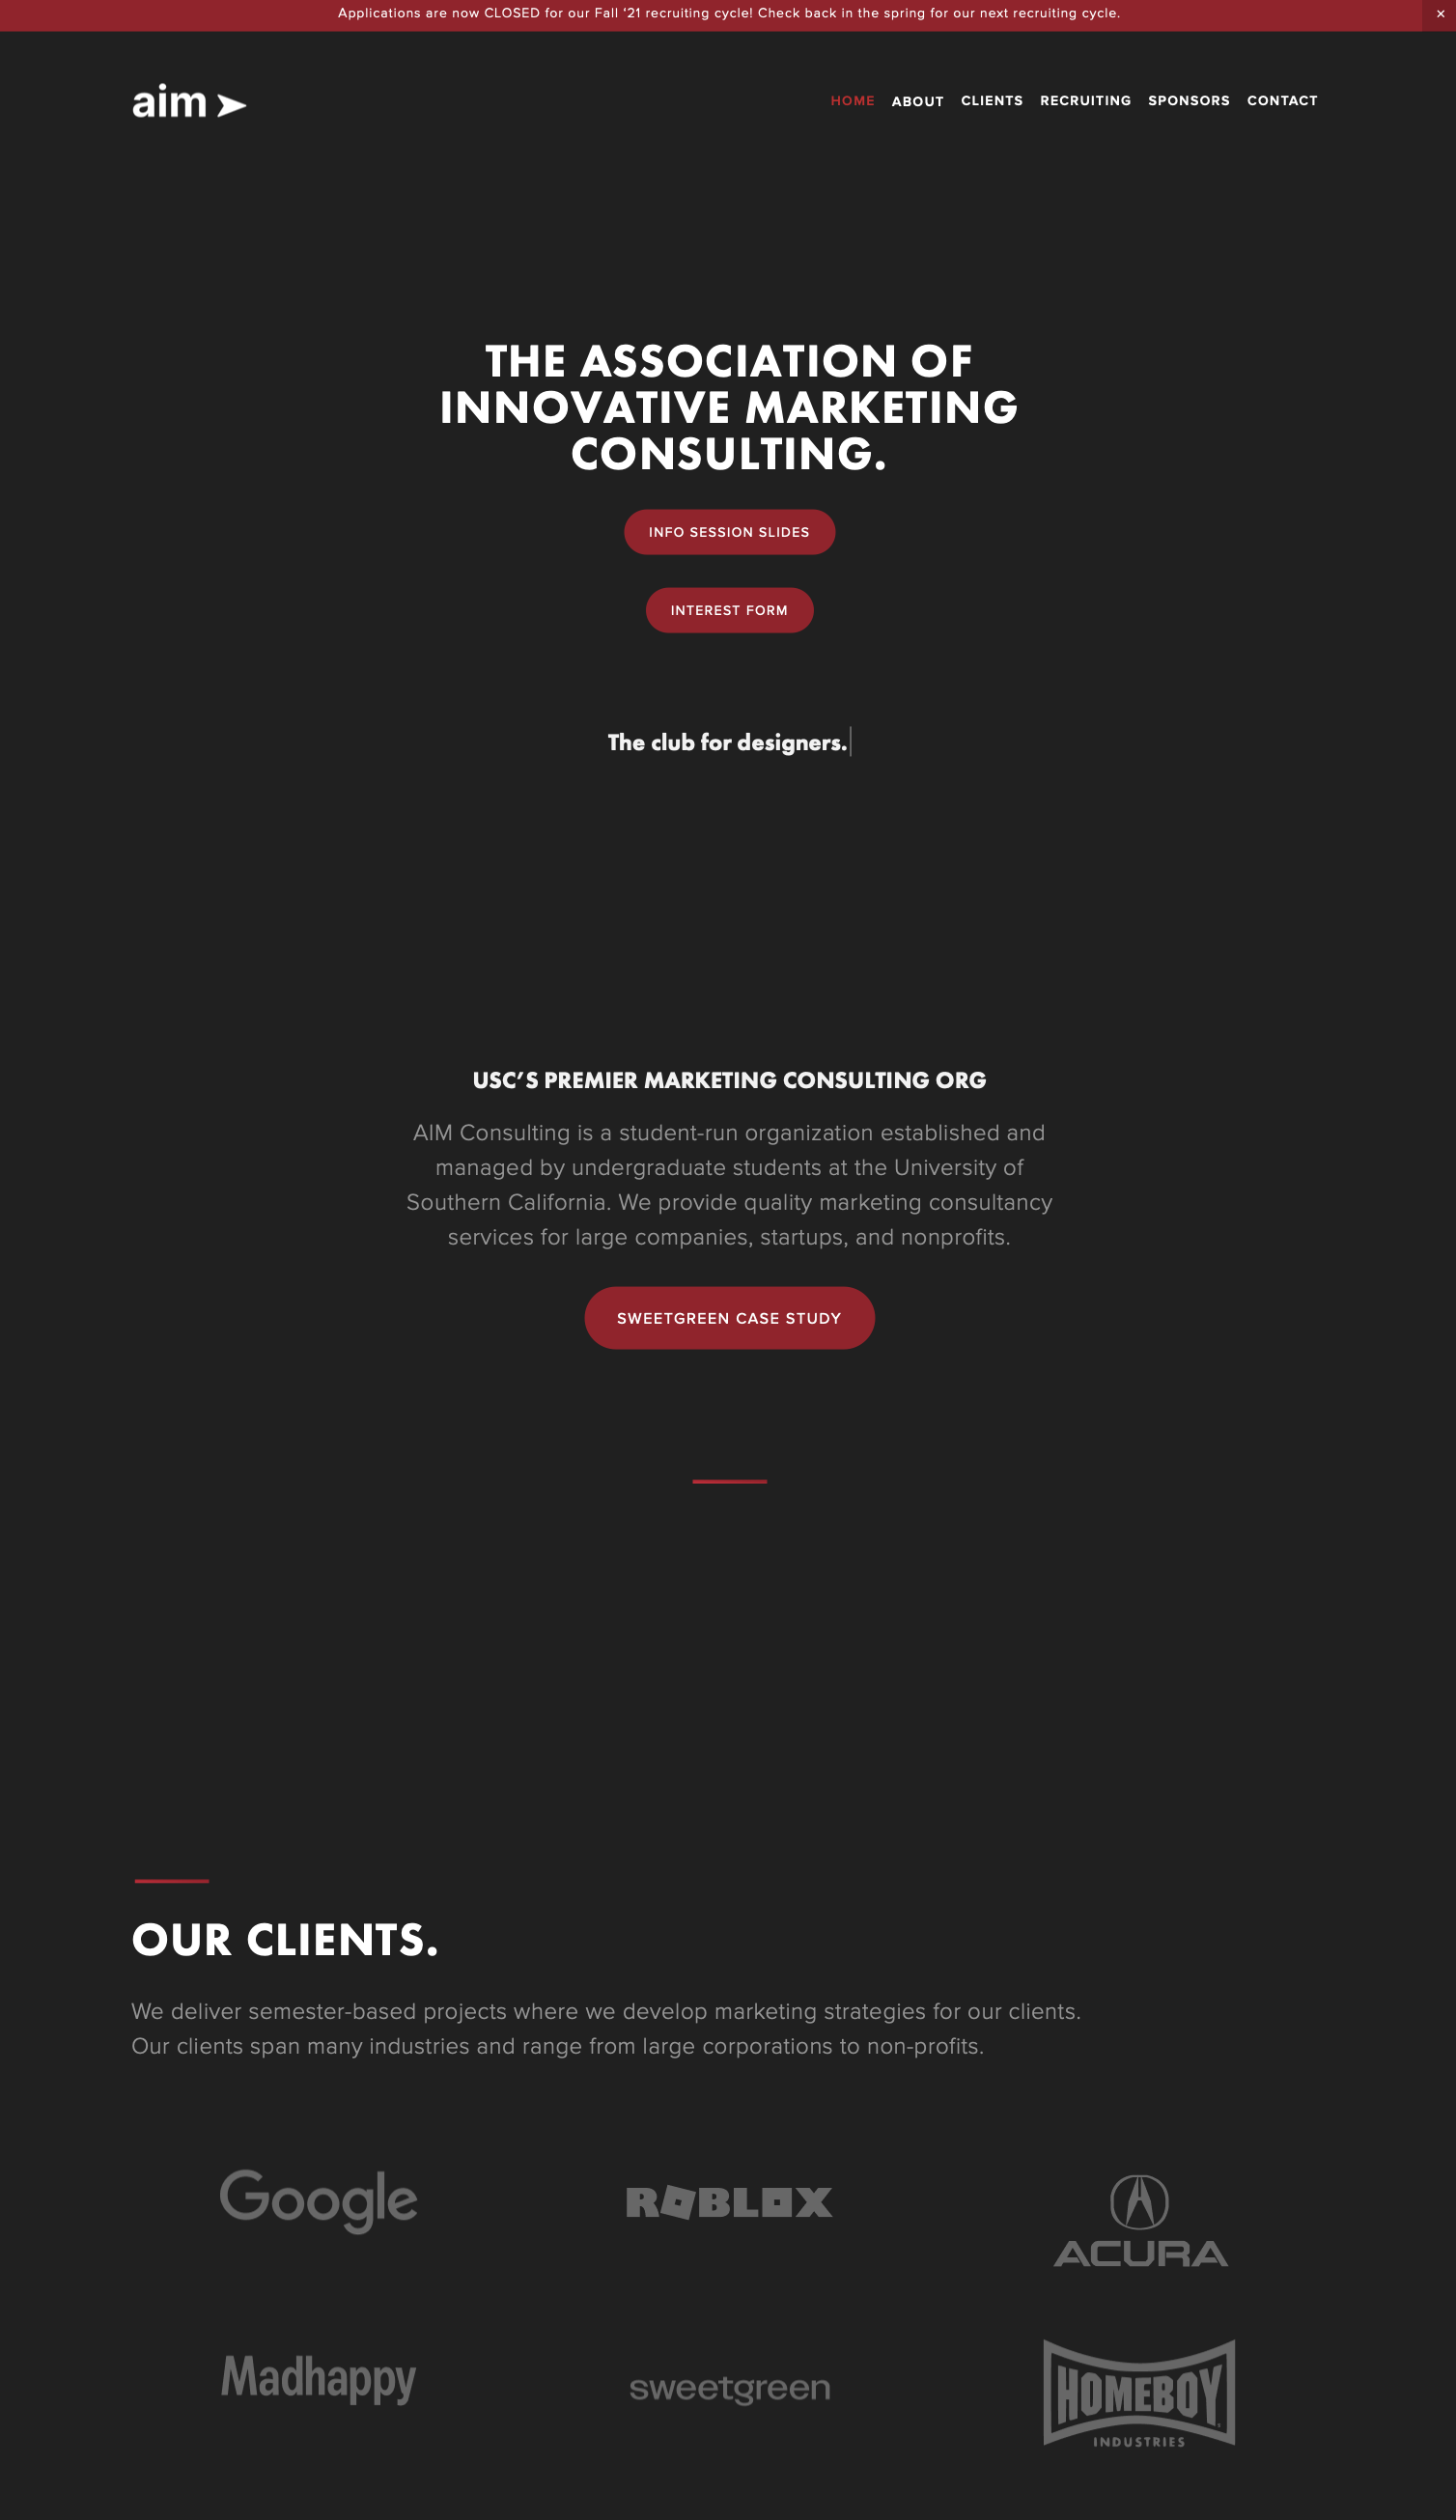 Applications are now CLOSED for our Fall ‘21 recruiting cycle! Check back in the spring for our next recruiting cycle.
×
aim
HOME ABOUT CLIENTS RECRUITING SPONSORS CONTACT
THE ASSOCIATION OF
INNOVATIVE MARKETING
CONSULTING.
INFO SESSION SLIDES
INTEREST FORM
The club for designers.
USC’S PREMIER MARKETING CONSULTING ORG
AIM Consulting is a student-run organization established and
managed by undergraduate students at the University of
Southern California. We provide quality marketing consultancy
services for large companies, startups, and nonprofits.
SWEETGREEN CASE STUDY
OUR CLIENTS.
We deliver semester-based projects where we develop marketing strategies for our clients.
Our clients span many industries and range from large corporations to non-profits.
Google
ROBLOX
ACURA
Madhappy
sweetgreen
HOMEBOY
INDUSTRIES